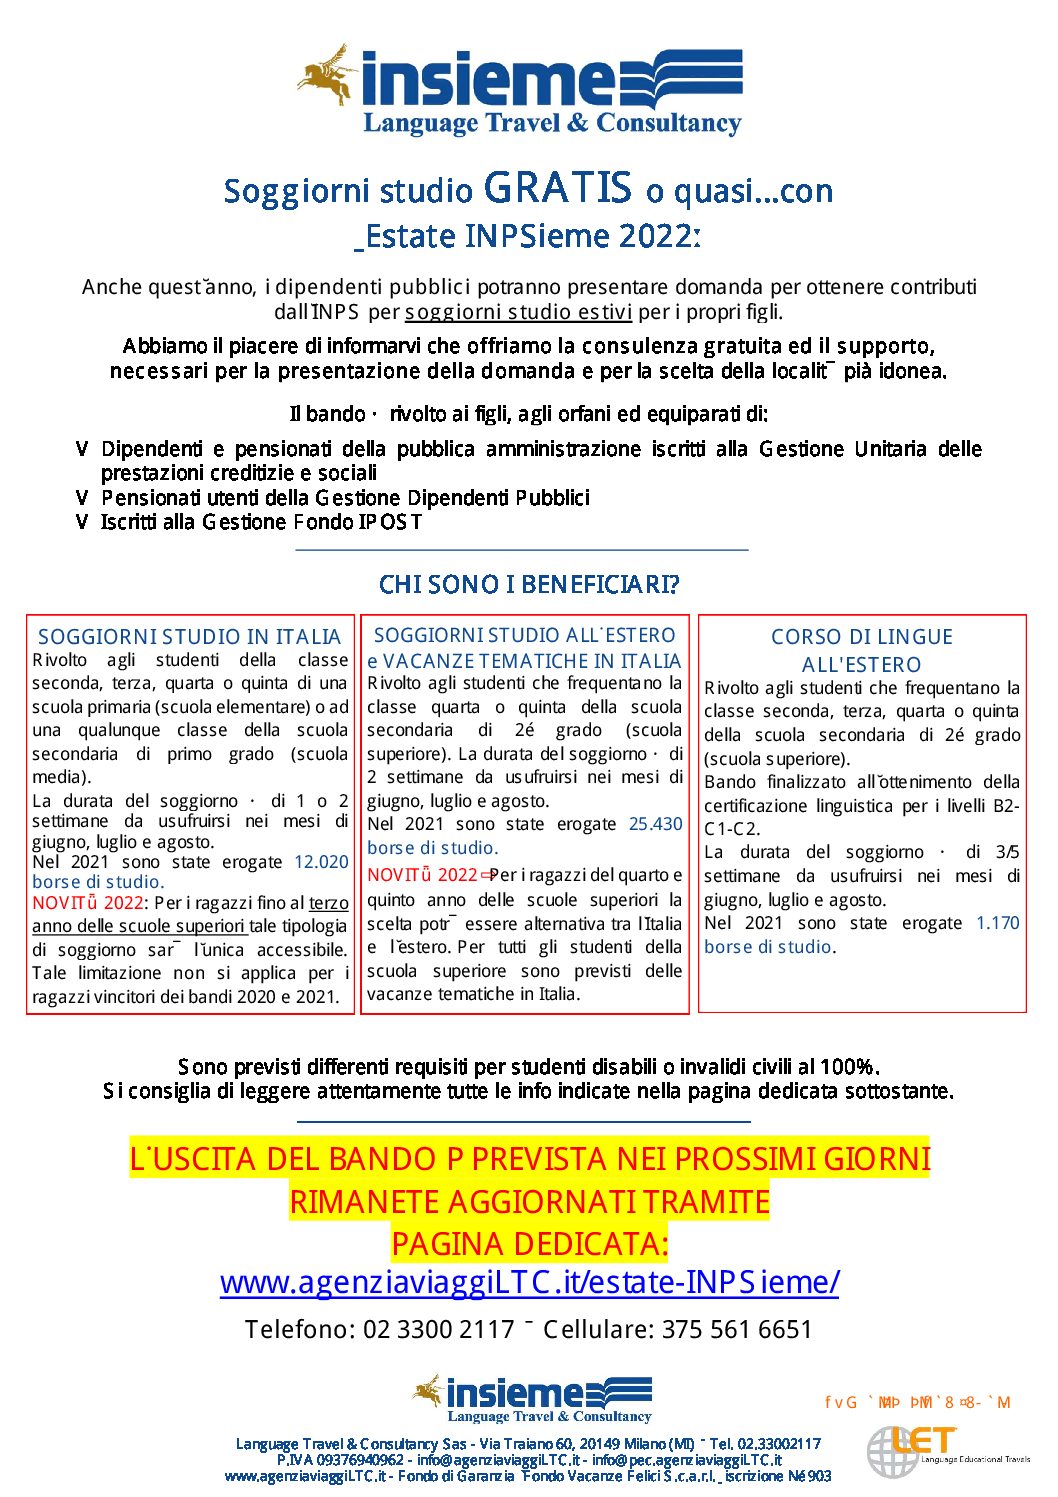 insieme
Language Travel & Consultancy
Soggiorni studio GRATIS o quasi...con
_Estate INPSieme 2022:
Anche quest ̆anno, i dipendenti pubblici potranno presentare domanda per ottenere contributi
dall ̆INPS per soggiorni studio estivi per i propri figli.
Abbiamo il piacere di informarvi che offriamo la consulenza gratuita ed il supporto,
necessari per la presentazione della domanda e per la scelta della localit¯ pià idonea.
Il bando · rivolto ai figli, agli orfani ed equiparati di:
V Dipendenti e pensionati della pubblica amministrazione iscritti alla Gestione Unitaria delle
prestazioni creditizie e sociali
V Pensionati utenti della Gestione Dipendenti Pubblici
V Iscritti alla Gestione Fondo IPOST
CHI SONO I BENEFICIARI?
SOGGIORNI STUDIO IN ITALIA
Rivolto agli studenti della classe
seconda, terza, quarta o quinta di una
scuola primaria (scuola elementare) o ad
una qualunque classe della scuola
secondaria di primo grado (scuola
media).
La durata del soggiorno · di 1 o 2
settimane da usufruirsi nei mesi di
giugno, luglio e agosto.
Nel 2021 sono state erogate 12.020
borse di studio.
NOVITǖ 2022: Per i ragazzi fino al terzo
anno delle scuole superiori tale tipologia
di soggiorno sar¯ l ̆unica accessibile.
Tale limitazione non si applica per i
ragazzi vincitori dei bandi 2020 e 2021.
SOGGIORNI STUDIO ALL˙ESTERO
e VACANZE TEMATICHE IN ITALIA
Rivolto agli studenti che frequentano la
classe quarta o quinta della scuola
secondaria di 2é grado (scuola
superiore). La durata del soggiorno · di
2 settimane da usufruirsi nei mesi di
giugno, luglio e agosto.
Nel 2021 sono state erogate 25.430
borse di studio.
NOVITǖ 2022⇨Per i ragazzi del quarto e
quinto anno delle scuole superiori la
scelta potr¯ essere alternativa tra l ̆Italia
e l ̆estero. Per tutti gli studenti della
scuola superiore sono previsti delle
vacanze tematiche in Italia.
CORSO DI LINGUE
ALL'ESTERO
Rivolto agli studenti che frequentano la
classe seconda, terza, quarta o quinta
della scuola secondaria di 2é grado
(scuola superiore).
Bando finalizzato all ̆ottenimento della
certificazione linguistica per i livelli B2-
C1-C2.
La durata del soggiorno · di 3/5
settimane da usufruirsi nei mesi di
giugno, luglio e agosto.
Nel 2021 sono state erogate 1.170
borse di studio.
Sono previsti differenti requisiti per studenti disabili o invalidi civili al 100%.
Si consiglia di leggere attentamente tutte le info indicate nella pagina dedicata sottostante.
L˙USCITA DEL BANDO P PREVISTA NEI PROSSIMI GIORNI
RIMANETE AGGIORNATI TRAMITE
PAGINA DEDICATA:
www.agenziaviaggiLTC.it/estate-INPSieme/
Telefono: 02 3300 2117 ¯ Cellulare: 375 561 6651
insieme
Language Travel & Consultancy
Language Travel & Consultancy Sas - Via Traiano 60, 20149 Milano (MI) ¯ Tel. 02.33002117
P.IVA 09376940962 - info@agenziaviaggiLTC.it - info@pec.agenziaviaggiLTC.it
www.agenziaviaggiLTC.it - Fondo di Garanzia Fondo Vacanze Felici S.c.a.r.l._ iscrizione Né 903
LET
Language Educational Travels